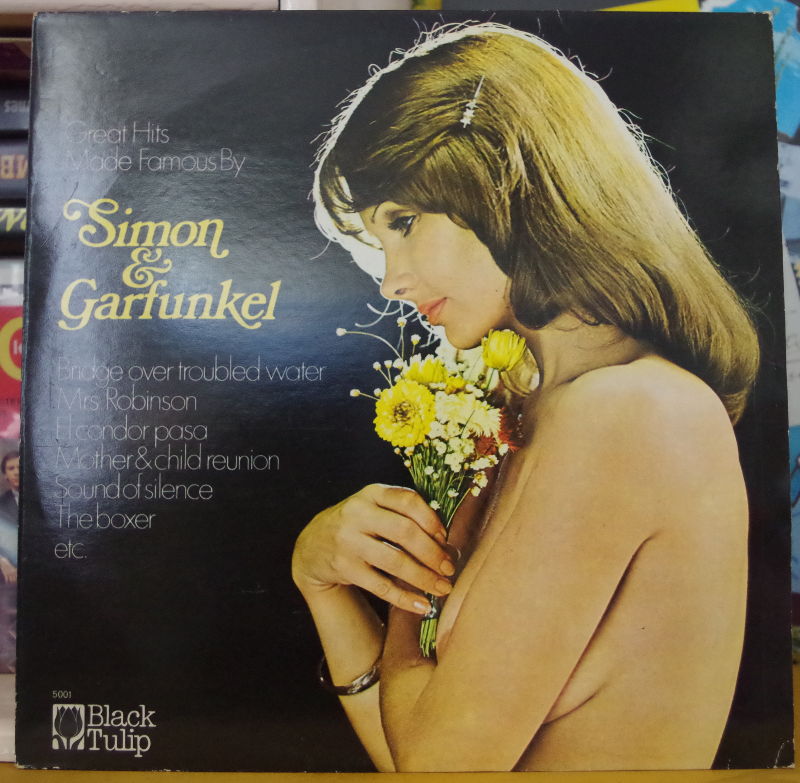 Great Hits
Made Famous By
Simon
&
Garfunkel
Bridge over troubled water
Mrs. Robinson
El condor pasa
Mother & child reunion
Sound of silence
The boxer
etc.
5001
Black
Tulip